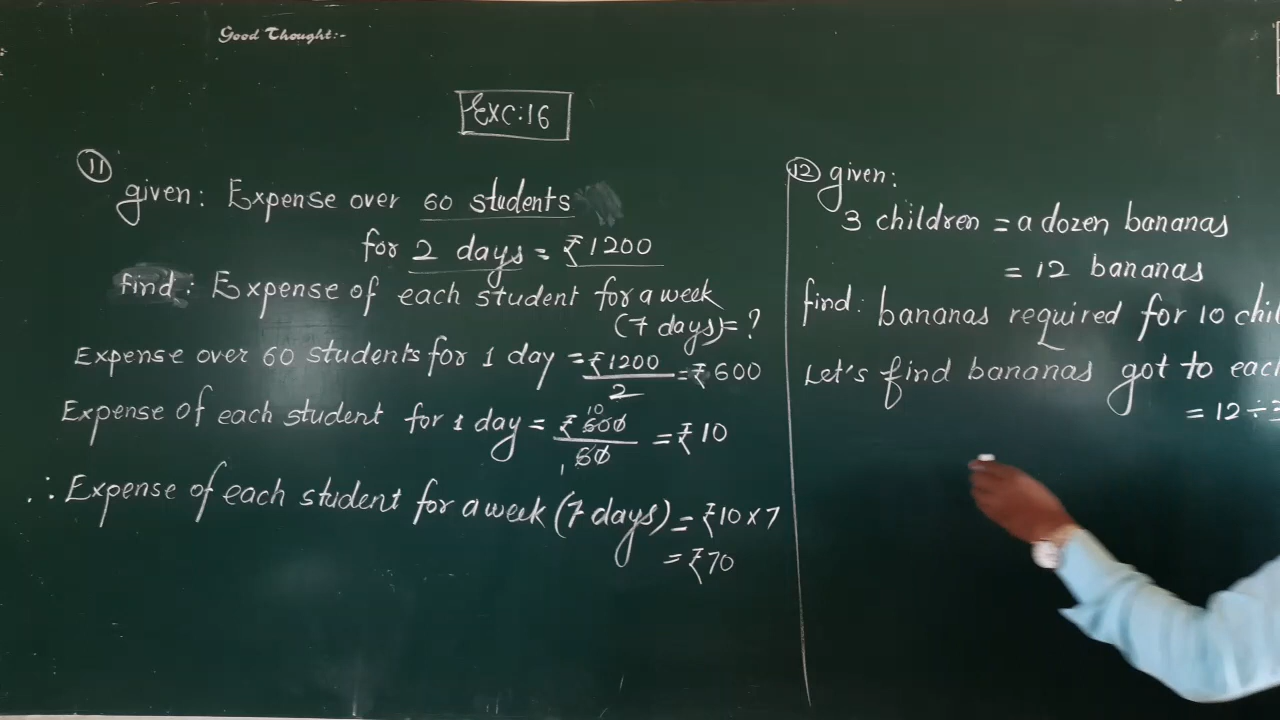 Good Thought:-
Exc:16
11
given: Expense over 60 students
for 2 days = ₹1200
find: Expense of each student for a week
(7 days) = ?
Expense over 60 students for 1 day = ₹1200/2 = ₹600
Expense of each student for 1 day = ₹600/60 = ₹10
10
1
∴ Expense of each student for a week (7 days) = ₹10 x 7
= ₹70
12 given:
3 children = a dozen bananas
= 12 bananas
find: bananas required for 10 chil
Let's find bananas got to each
= 12 ÷ 3